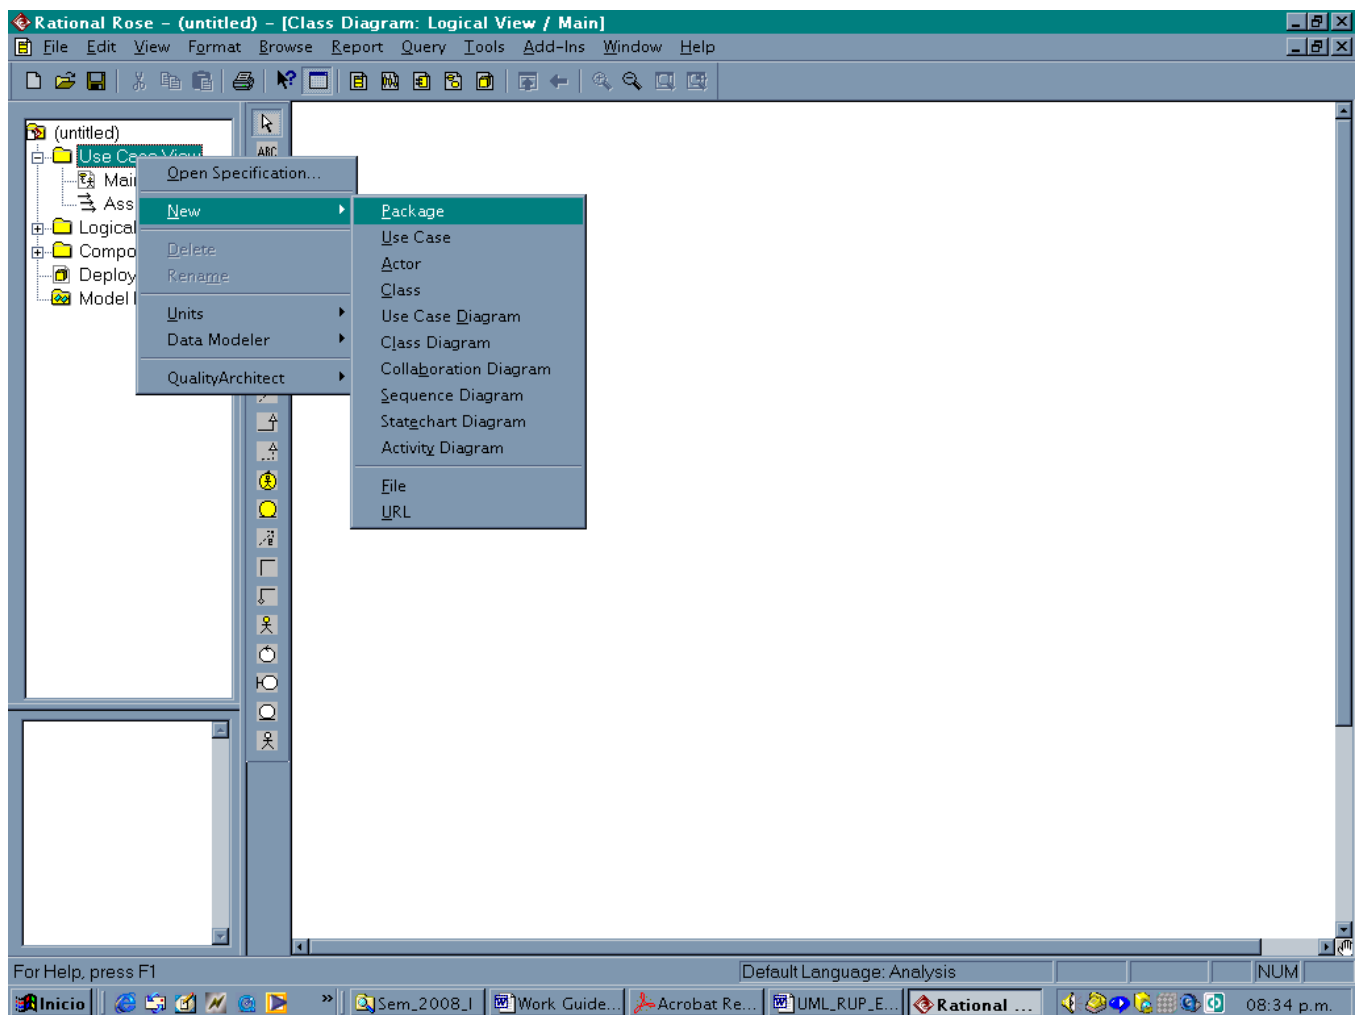 Rational Rose - (untitled) - [Class Diagram: Logical View / Main]
File Edit View Format Browse Report Query Tools Add-Ins Window Help
(untitled)
Use Case View
Main
Ass
Logical
Compo
Deploy
Model
ABC
Open Specification...
New
Delete
Rename
Units
Data Modeler
QualityArchitect
Package
Use Case
Actor
Class
Use Case Diagram
Class Diagram
Collaboration Diagram
Sequence Diagram
Statechart Diagram
Activity Diagram
File
URL
For Help, press F1
Default Language: Analysis
NUM
Inicio
»
Sem_2008_I
Work Guide...
Acrobat Re...
UML_RUP_E...
Rational ...
08:34 p.m.